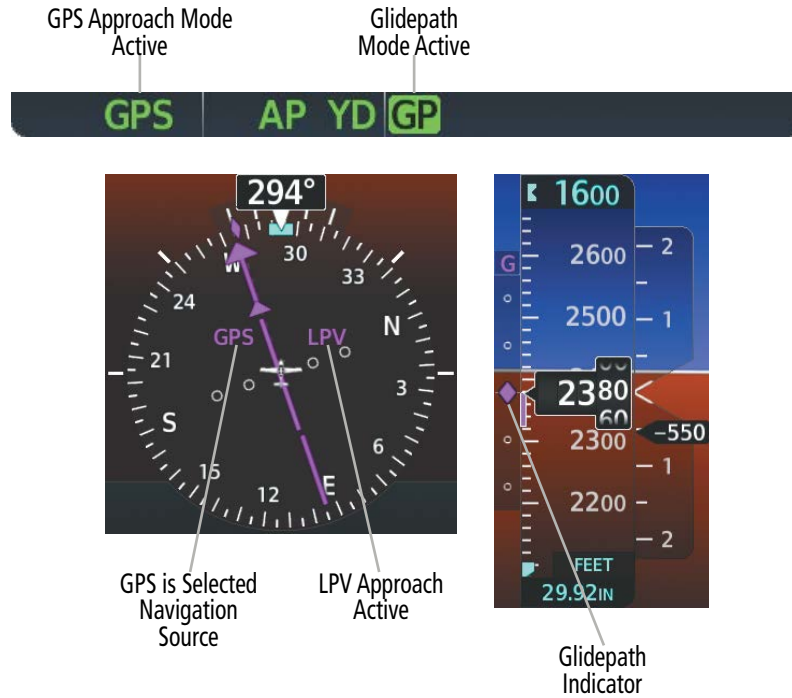 GPS Approach Mode
Active
Glidepath
Mode Active
GPS AP YD GP
294°
W 30 33 N 3 6 E 12 15 S 21 24
GPS LPV
1600
G
2600
2500
2380
60
2300
2200
2
1
-550
1
2
FEET
29.92IN
GPS is Selected
Navigation
Source
LPV Approach
Active
Glidepath
Indicator